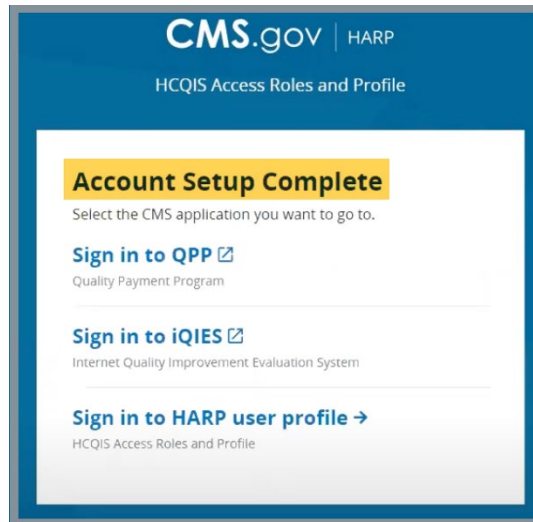 CMS.gov | HARP
HCQIS Access Roles and Profile
Account Setup Complete
Select the CMS application you want to go to.
Sign in to QPP
Quality Payment Program
Sign in to iQIES
Internet Quality Improvement Evaluation System
Sign in to HARP user profile →
HCQIS Access Roles and Profile